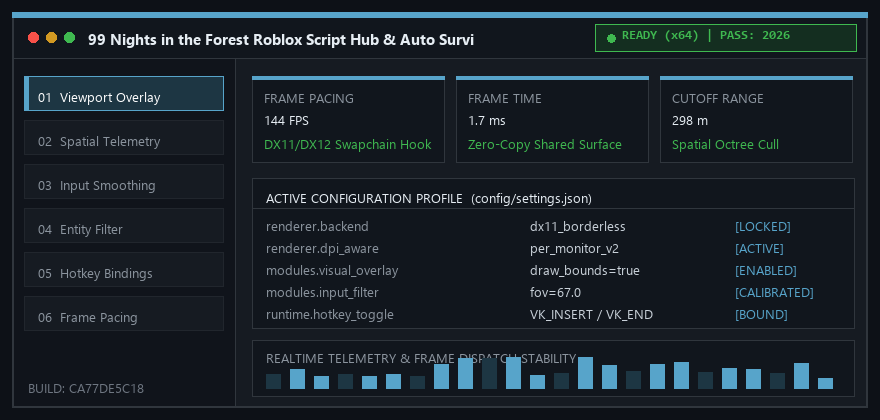 99 Nights in the Forest Roblox Script Hub & Auto Survi
READY (x64) | PASS: 2026
01 Viewport Overlay
02 Spatial Telemetry
03 Input Smoothing
04 Entity Filter
05 Hotkey Bindings
06 Frame Pacing
BUILD: CA77DE5C18
FRAME PACING
144 FPS
DX11/DX12 Swapchain Hook
FRAME TIME
1.7 ms
Zero-Copy Shared Surface
CUTOFF RANGE
298 m
Spatial Octree Cull
ACTIVE CONFIGURATION PROFILE (config/settings.json)
renderer.backend dx11_borderless [LOCKED]
renderer.dpi_aware per_monitor_v2 [ACTIVE]
modules.visual_overlay draw_bounds=true [ENABLED]
modules.input_filter fov=67.0 [CALIBRATED]
runtime.hotkey_toggle VK_INSERT / VK_END [BOUND]
REALTIME TELEMETRY & FRAME DISPATCH STABILITY